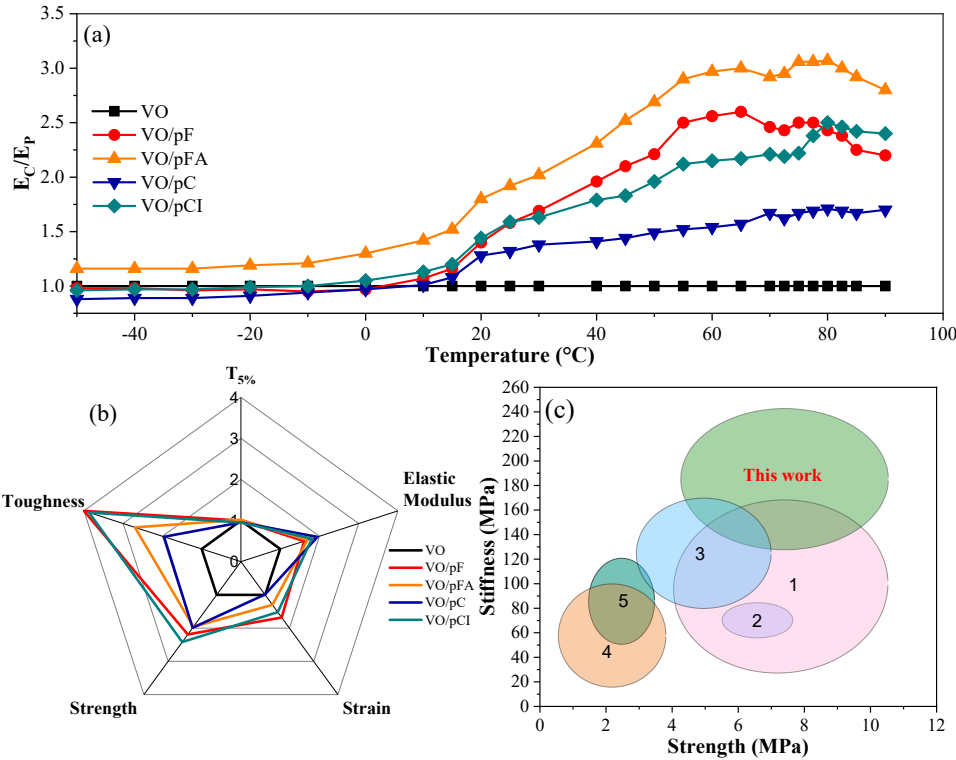 (a)
3.5
3.0
2.5
2.0
1.5
1.0
E_C/E_P
VO
VO/pF
VO/pFA
VO/pC
VO/pCI
-40 -20 0 20 40 60 80 100
Temperature (°C)
(b)
T5%
4
3
2
1
0
Elastic
Modulus
Toughness
Strength
Strain
VO
VO/pF
VO/pFA
VO/pC
VO/pCI
(c)
260
240
220
200
180
160
140
120
100
80
60
40
20
0
Stiffness (MPa)
This work
3
1
5
2
4
0 2 4 6 8 10 12
Strength (MPa)